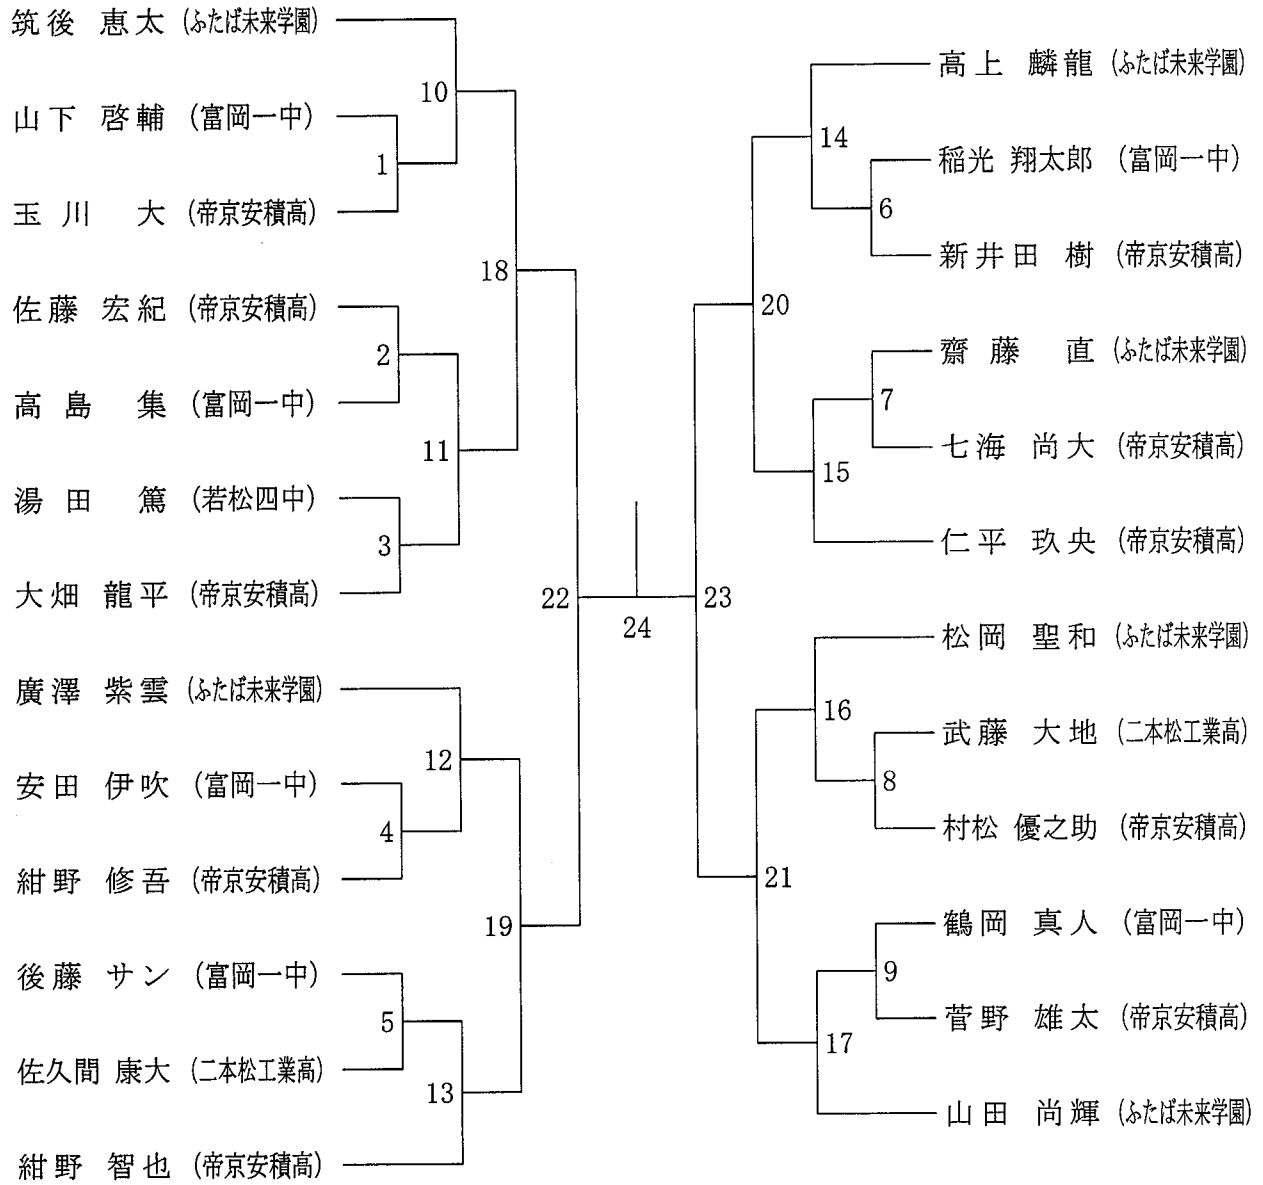 筑後 恵太 (ふたば未来学園)
山下 啓輔 (富岡一中)
玉川 大 (帝京安積高)
佐藤 宏紀 (帝京安積高)
高島 集 (富岡一中)
湯田 篤 (若松四中)
大畑 龍平 (帝京安積高)
廣澤 紫雲 (ふたば未来学園)
安田 伊吹 (富岡一中)
紺野 修吾 (帝京安積高)
後藤 サン (富岡一中)
佐久間 康大 (二本松工業高)
紺野 智也 (帝京安積高)
1
2
3
4
5
10
11
12
13
18
19
22
24
23
20
21
14
15
16
17
6
7
8
9
高上 麟龍 (ふたば未来学園)
稲光 翔太郎 (富岡一中)
新井田 樹 (帝京安積高)
齋藤 直 (ふたば未来学園)
七海 尚大 (帝京安積高)
仁平 玖央 (帝京安積高)
松岡 聖和 (ふたば未来学園)
武藤 大地 (二本松工業高)
村松 優之助 (帝京安積高)
鶴岡 真人 (富岡一中)
菅野 雄太 (帝京安積高)
山田 尚輝 (ふたば未来学園)